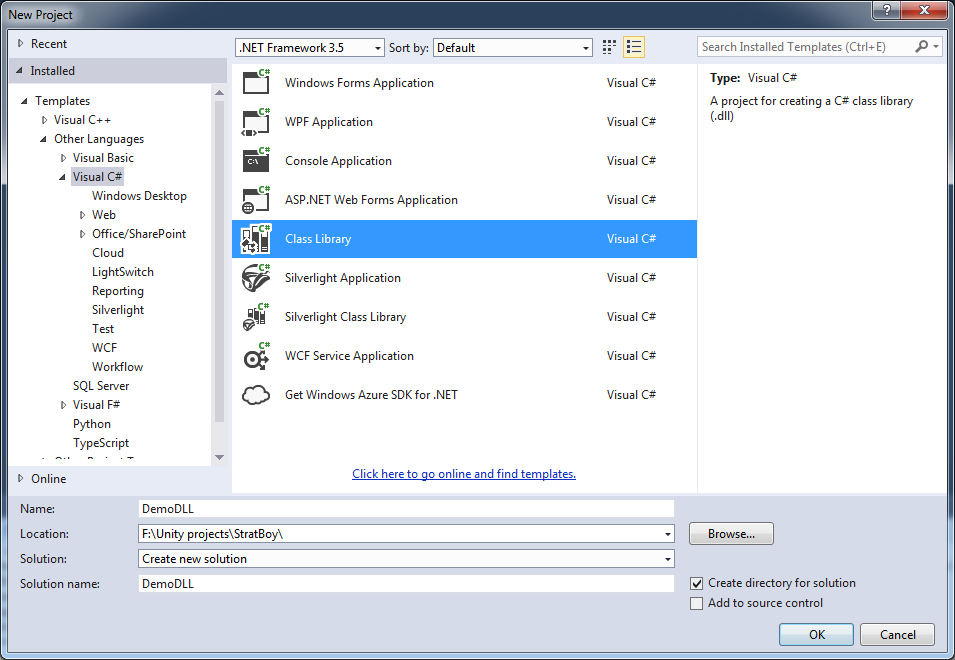 New Project
Recent
Installed
.NET Framework 3.5
Sort by:
Default
Search Installed Templates (Ctrl+E)
Templates
Visual C++
Other Languages
Visual Basic
Visual C#
Windows Desktop
Web
Office/SharePoint
Cloud
LightSwitch
Reporting
Silverlight
Test
WCF
Workflow
SQL Server
Visual F#
Python
TypeScript
Online
C# Windows Forms Application Visual C#
C# WPF Application Visual C#
C# C:\ Console Application Visual C#
C# ASP.NET Web Forms Application Visual C#
C# Class Library Visual C#
C# Silverlight Application Visual C#
C# Silverlight Class Library Visual C#
C# WCF Service Application Visual C#
Get Windows Azure SDK for .NET Visual C#
Click here to go online and find templates.
Type: Visual C#
A project for creating a C# class library
(.dll)
Name: DemoDLL
Location: F:\Unity projects\StratBoy\ Browse...
Solution: Create new solution
Solution name: DemoDLL
Create directory for solution
Add to source control
OK Cancel